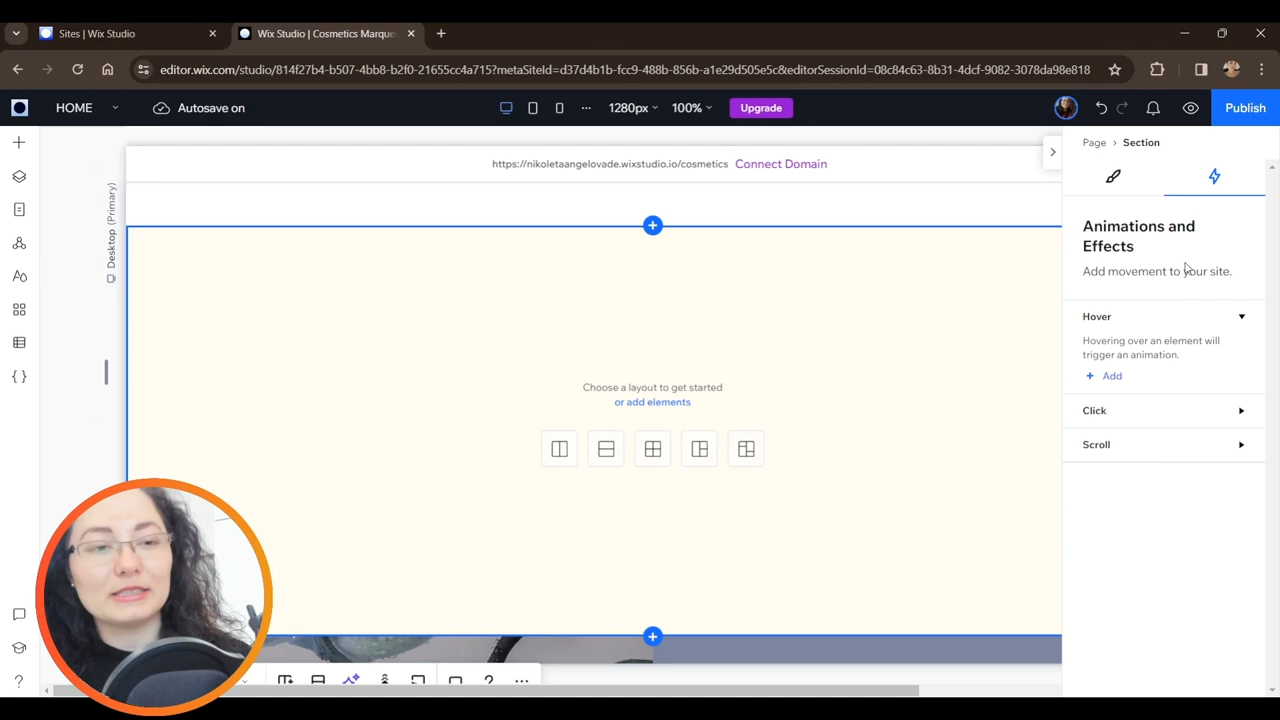 Sites | Wix Studio
Wix Studio | Cosmetics Marque
editor.wix.com/studio/814f27b4-b507-4bb8-b2f0-21655cc4a715?metaSiteId=d37d4b1b-fcc9-488b-856b-a1e29d505e5c&editorSessionId=08c84c63-8b31-4dcf-9082-3078da98e818
HOME
Autosave on
1280px
100%
Upgrade
Publish
Page > Section
https://nikoletaangelovade.wixstudio.io/cosmetics Connect Domain
Desktop (Primary)
Animations and
Effects
Add movement to your site.
Hover
Hovering over an element will
trigger an animation.
+ Add
Click
Scroll
Choose a layout to get started
or add elements